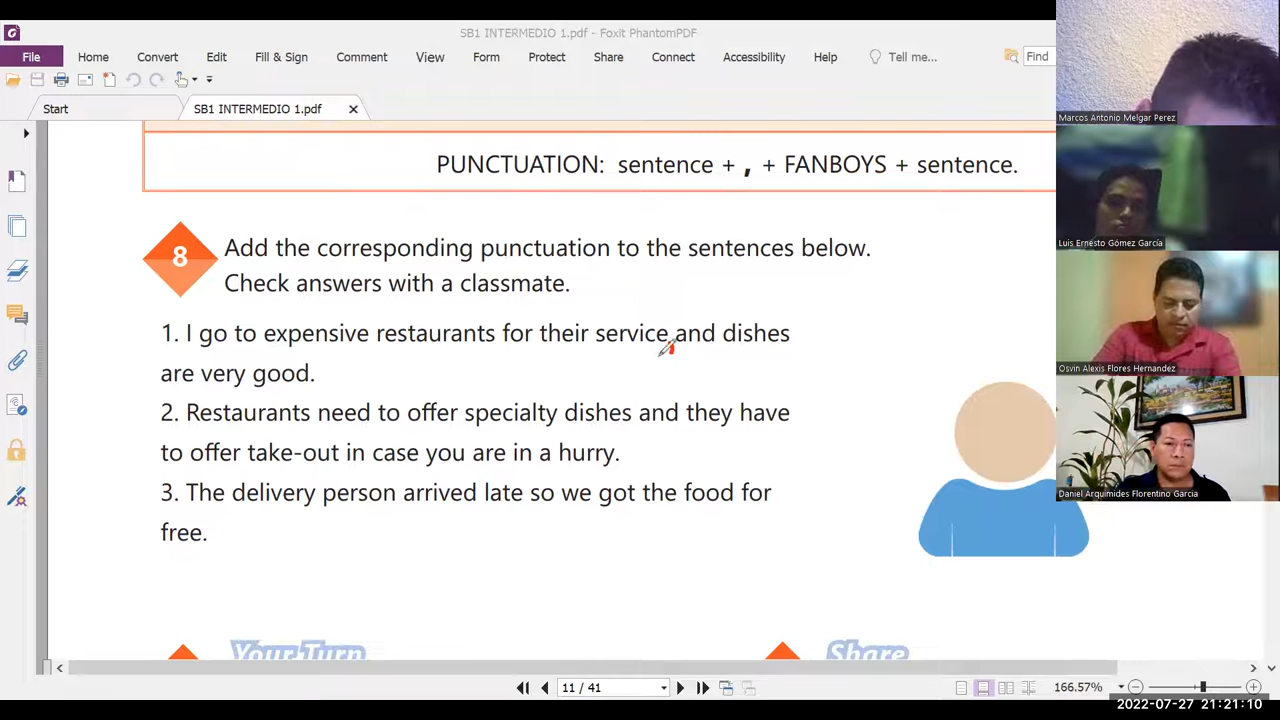 SB1 INTERMEDIO 1.pdf - Foxit PhantomPDF
File Home Convert Edit Fill & Sign Comment View Form Protect Share Connect Accessibility Help Tell me... Find
Start SB1 INTERMEDIO 1.pdf
PUNCTUATION: sentence + , + FANBOYS + sentence.
8 Add the corresponding punctuation to the sentences below.
Check answers with a classmate.
1. I go to expensive restaurants for their service and dishes
are very good.
2. Restaurants need to offer specialty dishes and they have
to offer take-out in case you are in a hurry.
3. The delivery person arrived late so we got the food for
free.
Your Turn Share
11 / 41 166.57%
Marcos Antonio Melgar Perez
Luis Ernesto Gómez García
Osvin Alexis Flores Hernandez
Daniel Arquimides Florentino Garcia
2022-07-27 21:21:10